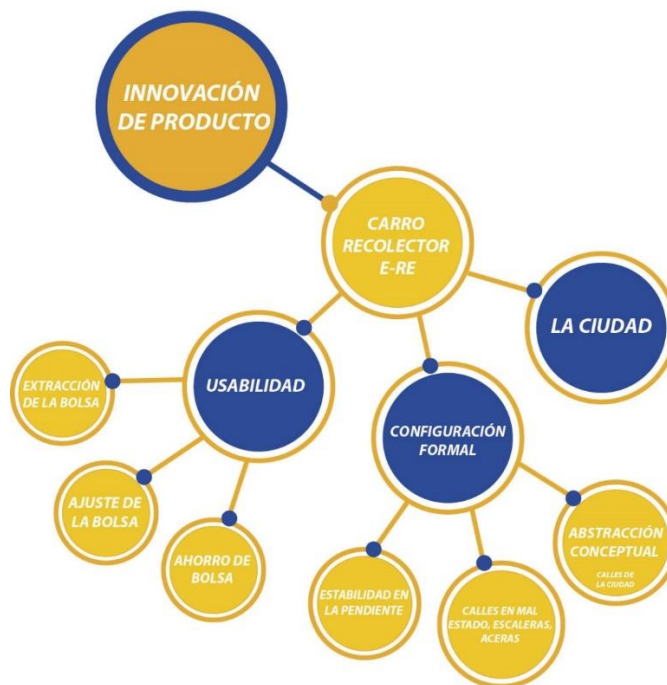 INNOVACIÓN
DE PRODUCTO
CARRO
RECOLECTOR
E-RE
LA CIUDAD
USABILIDAD
EXTRACCIÓN
DE LA BOLSA
CONFIGURACIÓN
FORMAL
AJUSTE DE
LA BOLSA
AHORRO DE
BOLSA
ABSTRACCIÓN
CONCEPTUAL
CALLES DE
LA CIUDAD
ESTABILIDAD EN
LA PENDIENTE
CALLES EN MAL
ESTADO, ESCALERAS,
ACERAS